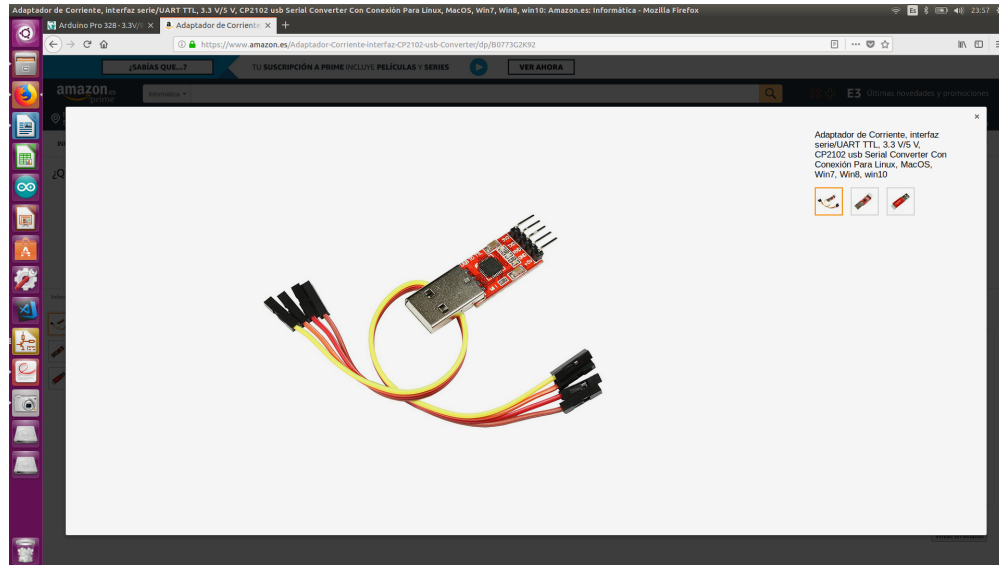 Adaptador de Corriente, interfaz serie/UART TTL, 3.3 V/5 V, CP2102 usb Serial Converter Con Conexión Para Linux, MacOS, Win7, Win8, win10: Amazon.es: Informática - Mozilla Firefox
Es
23:57
Arduino Pro 328 - 3.3V/
Adaptador de Corriente
https://www.amazon.es/Adaptador-Corriente-interfaz-CP2102-usb-Converter/dp/B0773G2K92
¿SABÍAS QUE...?
TU SUSCRIPCIÓN A PRIME INCLUYE PELÍCULAS Y SERIES
VER AHORA
amazon.es
prime
Informática
E3 Últimas novedades y promociones
¿Q
Adaptador de Corriente, interfaz
serie/UART TTL, 3.3 V/5 V,
CP2102 usb Serial Converter Con
Conexión Para Linux, MacOS,
Win7, Win8, win10